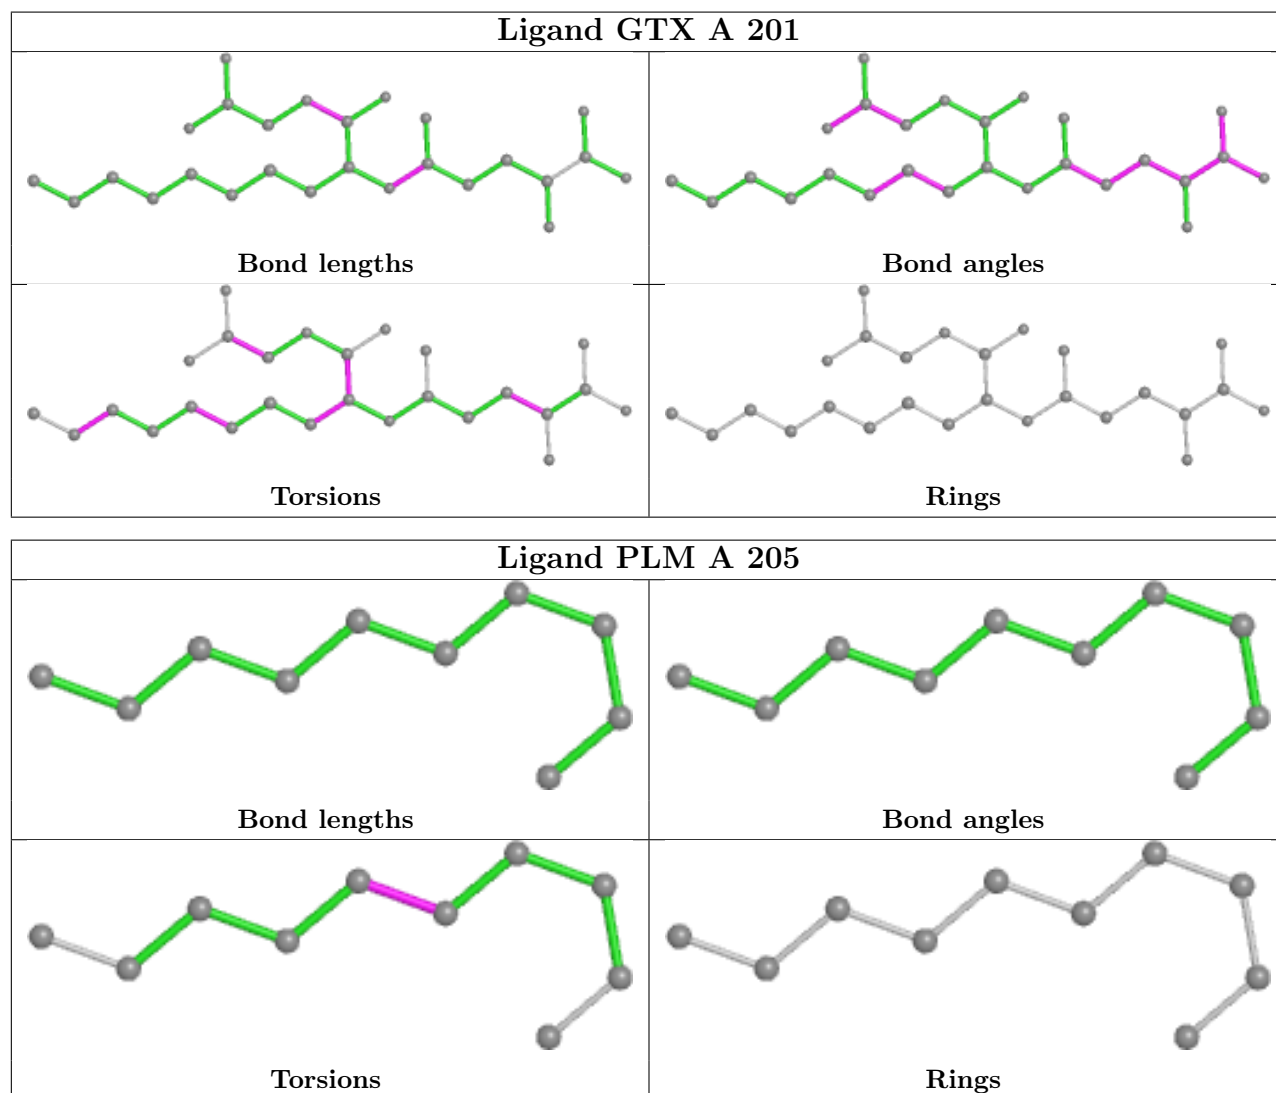 Ligand GTX A 201
Bond lengths
Bond angles
Torsions
Rings
Ligand PLM A 205
Bond lengths
Bond angles
Torsions
Rings